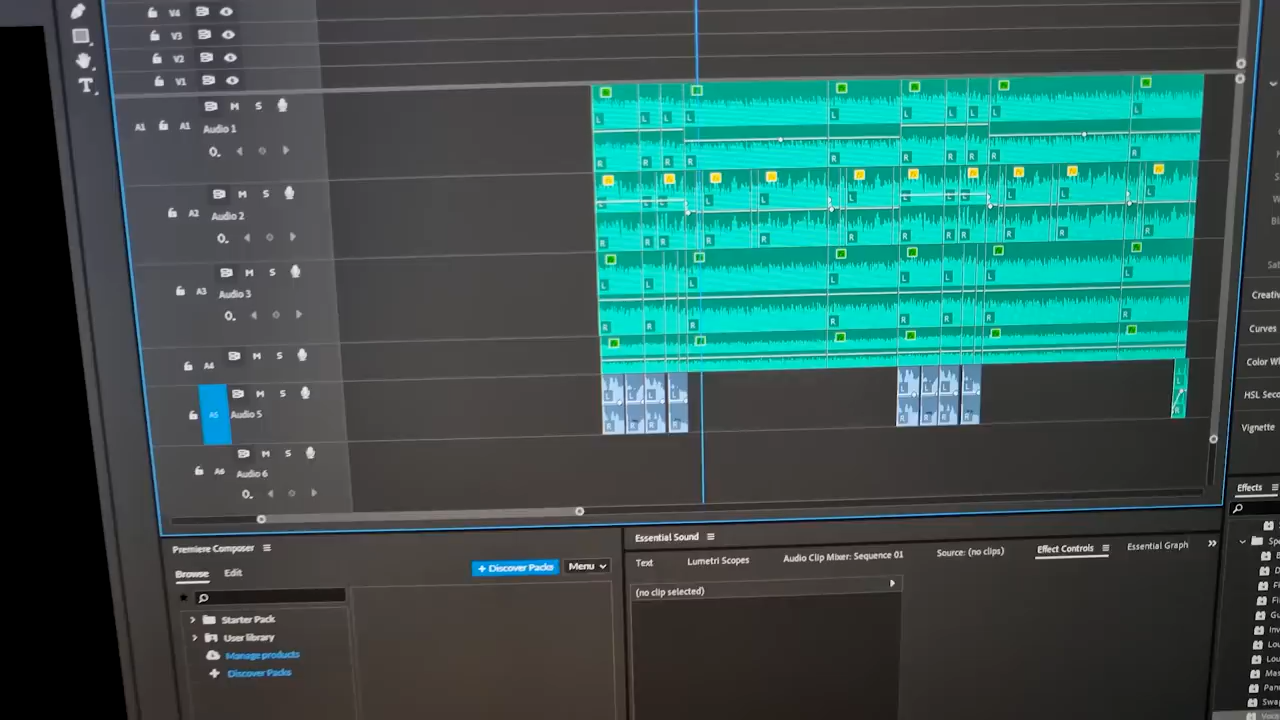 V4
V3
V2
V1
M S
A1 A1 Audio 1
0.
M S
A2 Audio 2
0.
M S
A3 Audio 3
0.
M S
A4
M S
A5 Audio 5
M S
A6 Audio 6
0.
L L L L L L L L L L
R R R R R R R R R R
fx
Premiere Composer
Browse Edit
+ Discover Packs Menu
Starter Pack
User library
Manage products
Discover Packs
Essential Sound
Text Lumetri Scopes Audio Clip Mixer: Sequence 01 Source: (no clips) Effect Controls Essential Graph
(no clip selected)
Creativ
Curves
Color W
HSL Seco
Vignette
Effects